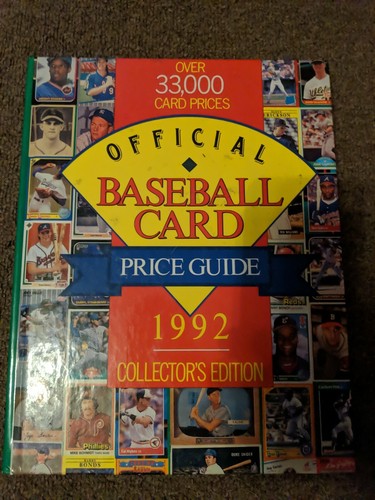 OVER
33,000
CARD PRICES
OFFICIAL
BASEBALL
CARD
PRICE GUIDE
1992
COLLECTOR'S EDITION
Phillies
BONDS